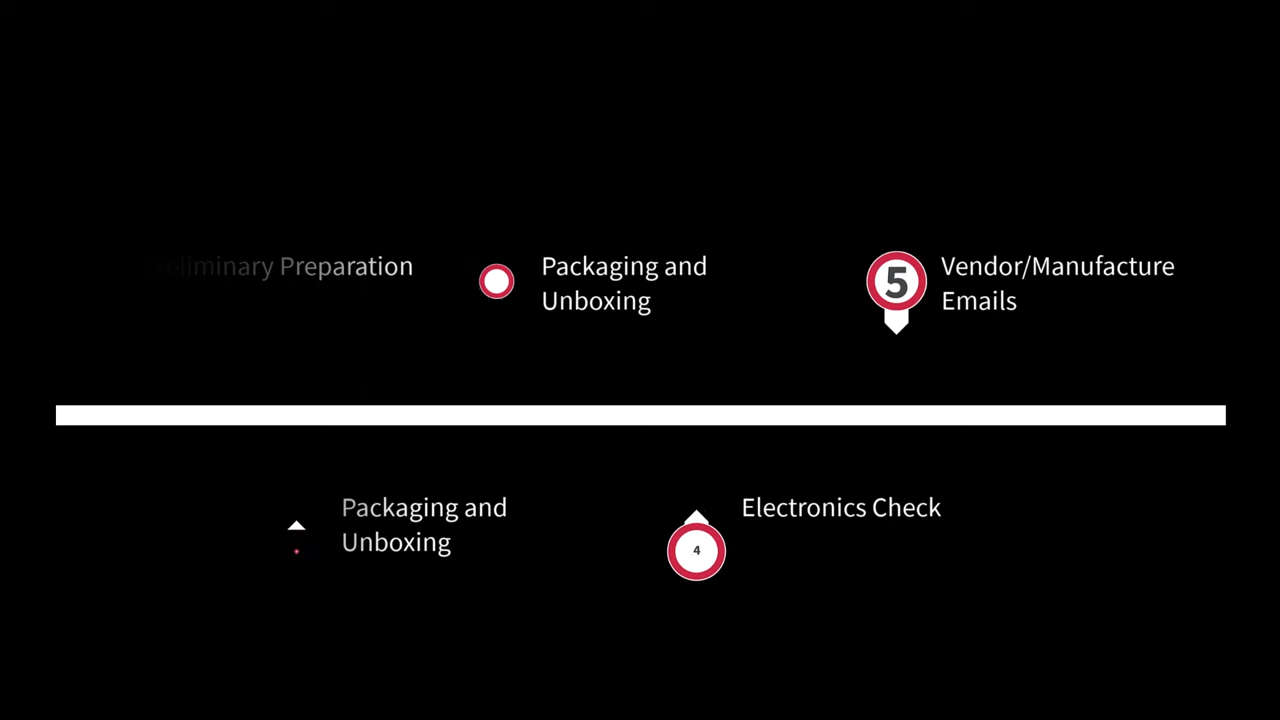 Preliminary Preparation
Packaging and
Unboxing
5
Vendor/Manufacture
Emails
Packaging and
Unboxing
4
Electronics Check